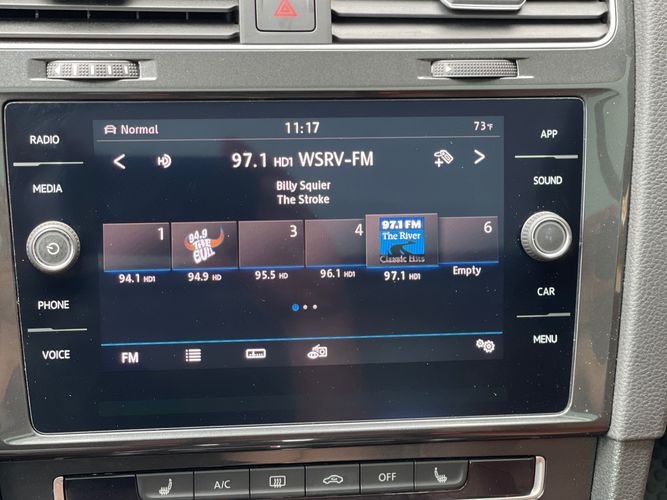 RADIO
MEDIA
PHONE
VOICE
APP
SOUND
CAR
MENU
Normal 11:17 73°F
< HD 97.1 HD1 WSRV-FM >
Billy Squier
The Stroke
1 94.9 THE BULL 3 4 97.1 FM The River Classic Hits 6
94.1 HD1 94.9 HD 95.5 HD 96.1 HD1 97.1 HD1 Empty
FM
A/C OFF